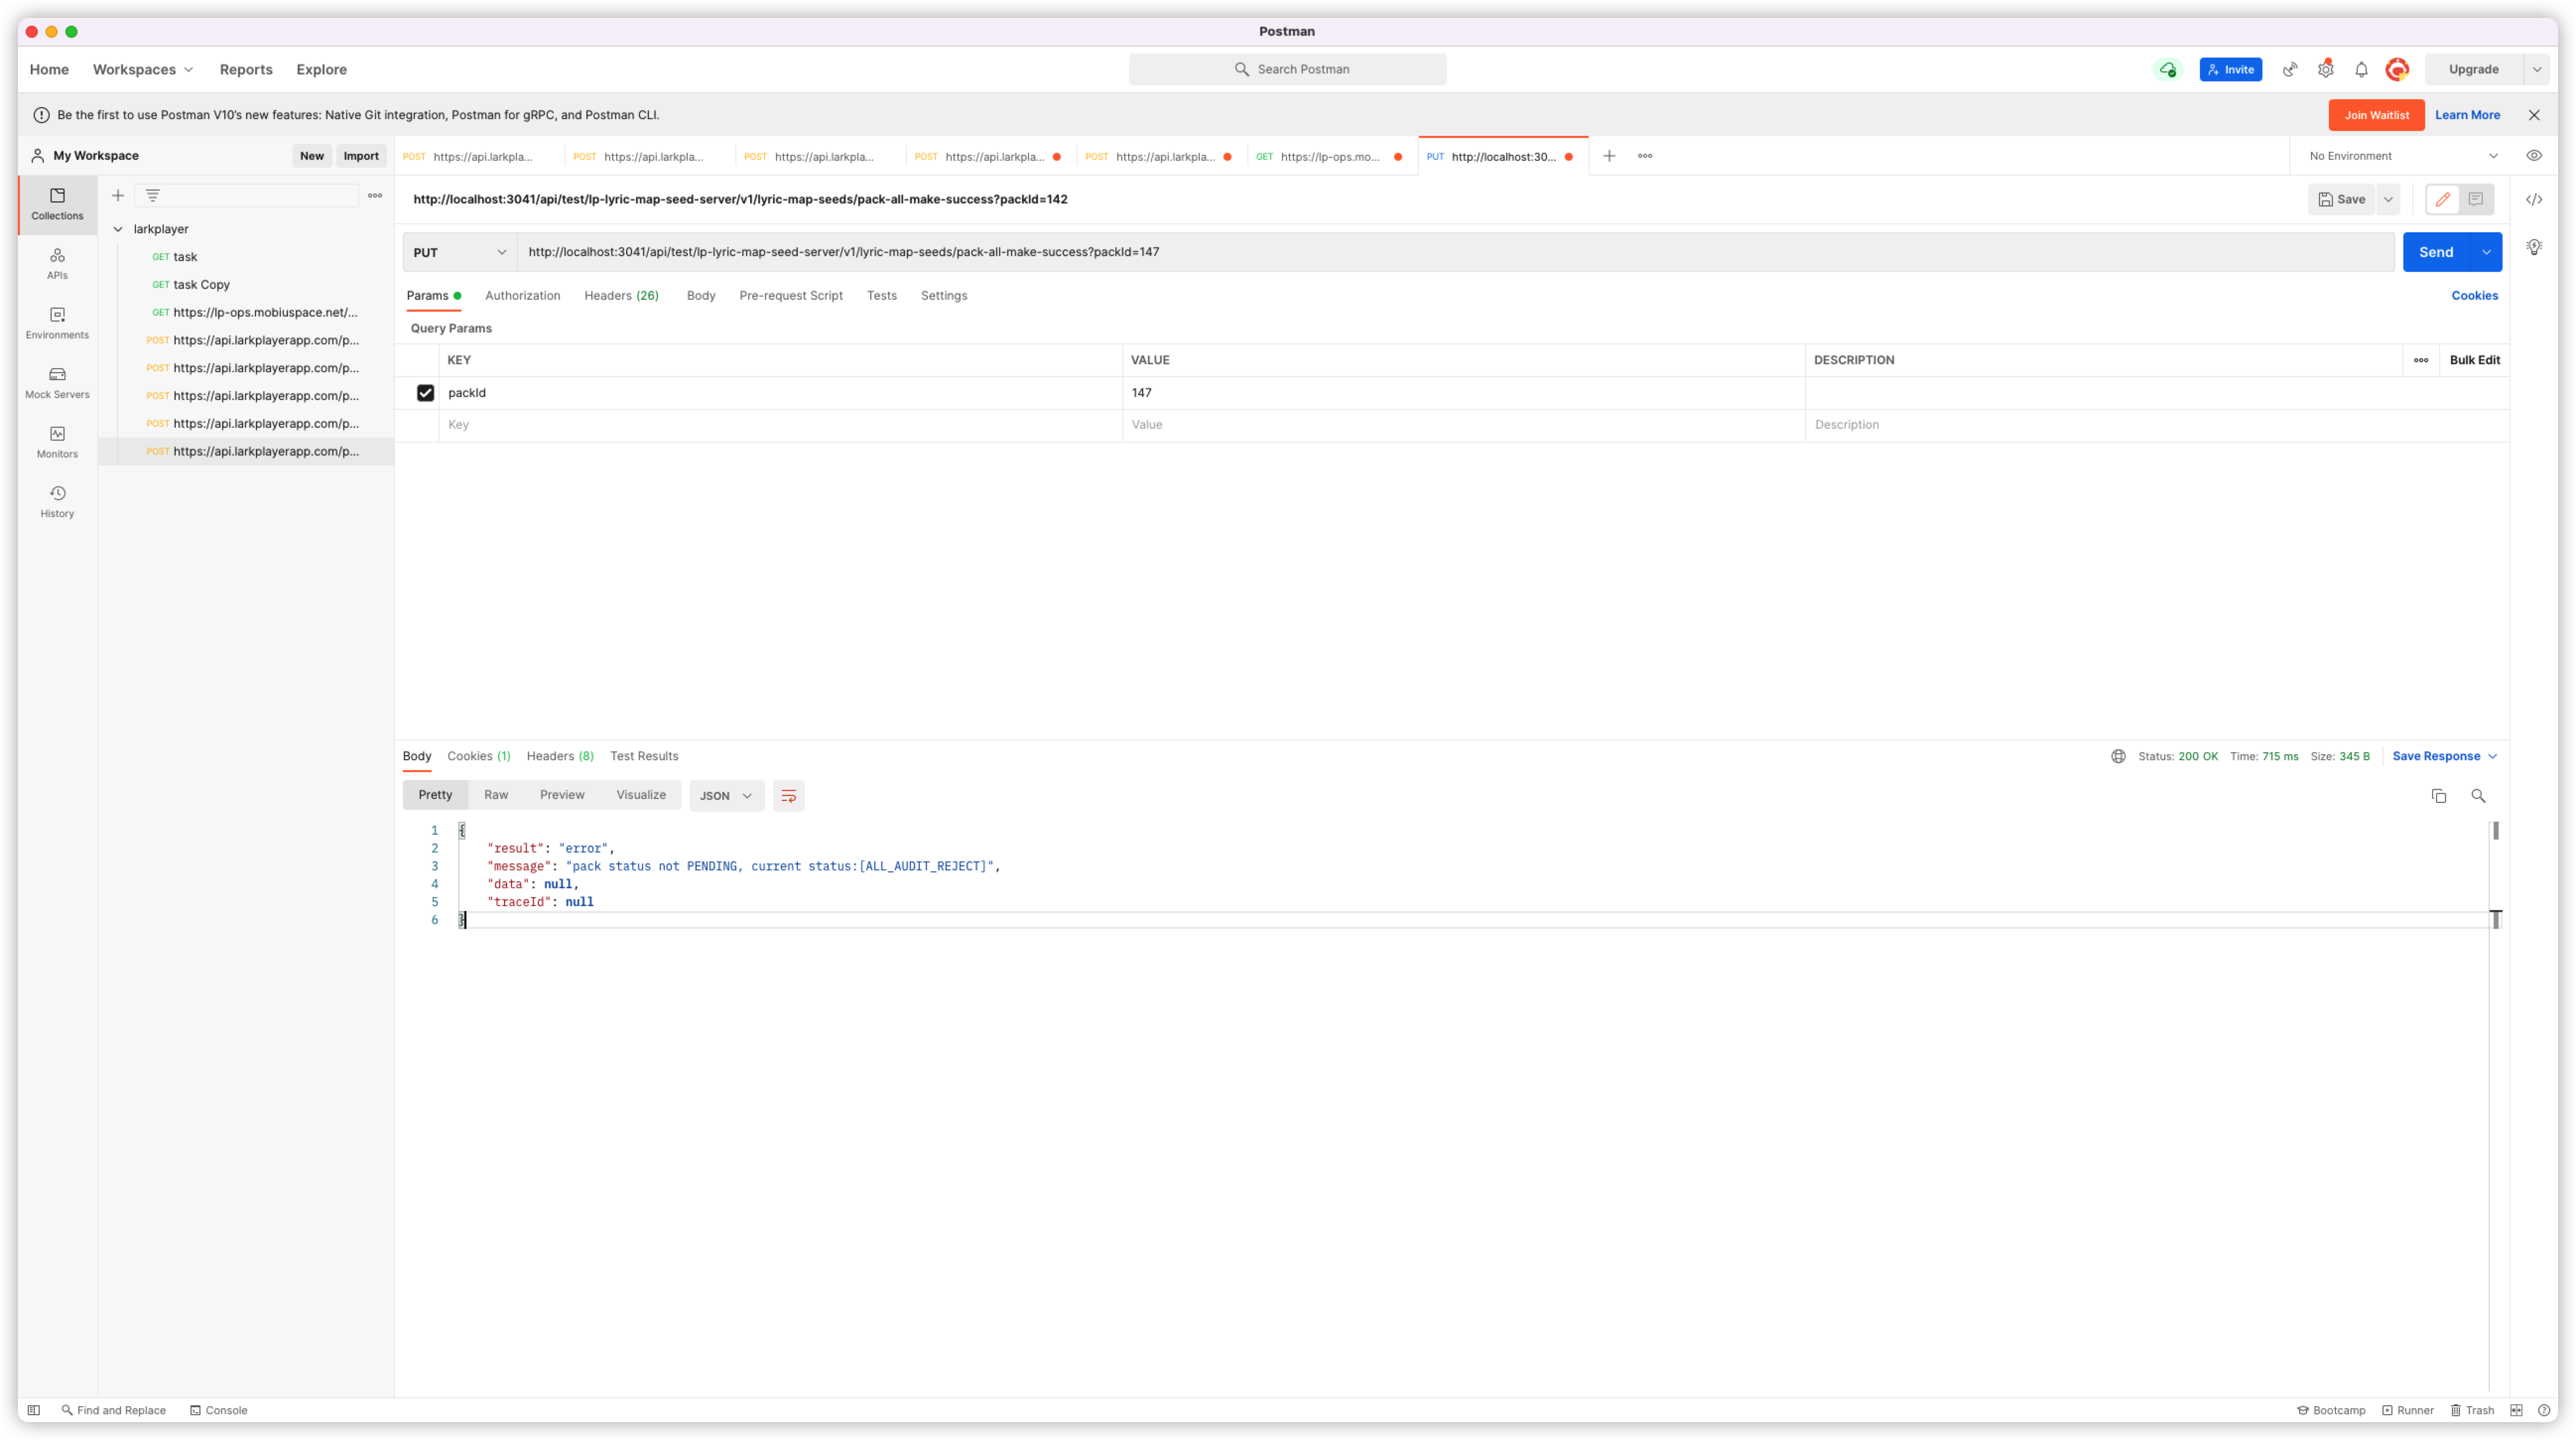 Postman
Home Workspaces Reports Explore
Search Postman
Invite
Upgrade
Be the first to use Postman V10's new features: Native Git integration, Postman for gRPC, and Postman CLI.
Join Waitlist Learn More
My Workspace New Import
POST https://api.larkpla... POST https://api.larkpla... POST https://api.larkpla... POST https://api.larkpla... POST https://api.larkpla... GET https://lp-ops.mo... PUT http://localhost:30...
No Environment
Collections
APIs
Environments
Mock Servers
Monitors
History
larkplayer
GET task
GET task Copy
GET https://lp-ops.mobiuspace.net/...
POST https://api.larkplayerapp.com/p...
POST https://api.larkplayerapp.com/p...
POST https://api.larkplayerapp.com/p...
POST https://api.larkplayerapp.com/p...
POST https://api.larkplayerapp.com/p...
http://localhost:3041/api/test/lp-lyric-map-seed-server/v1/lyric-map-seeds/pack-all-make-success?packId=142
Save
PUT http://localhost:3041/api/test/lp-lyric-map-seed-server/v1/lyric-map-seeds/pack-all-make-success?packId=147
Send
Params Authorization Headers (26) Body Pre-request Script Tests Settings
Cookies
Query Params
KEY VALUE DESCRIPTION Bulk Edit
packId 147
Key Value Description
Body Cookies (1) Headers (8) Test Results
Status: 200 OK Time: 715 ms Size: 345 B Save Response
Pretty Raw Preview Visualize JSON
1 {
2 "result": "error",
3 "message": "pack status not PENDING, current status:[ALL_AUDIT_REJECT]",
4 "data": null,
5 "traceId": null
6 }
Find and Replace Console
Bootcamp Runner Trash